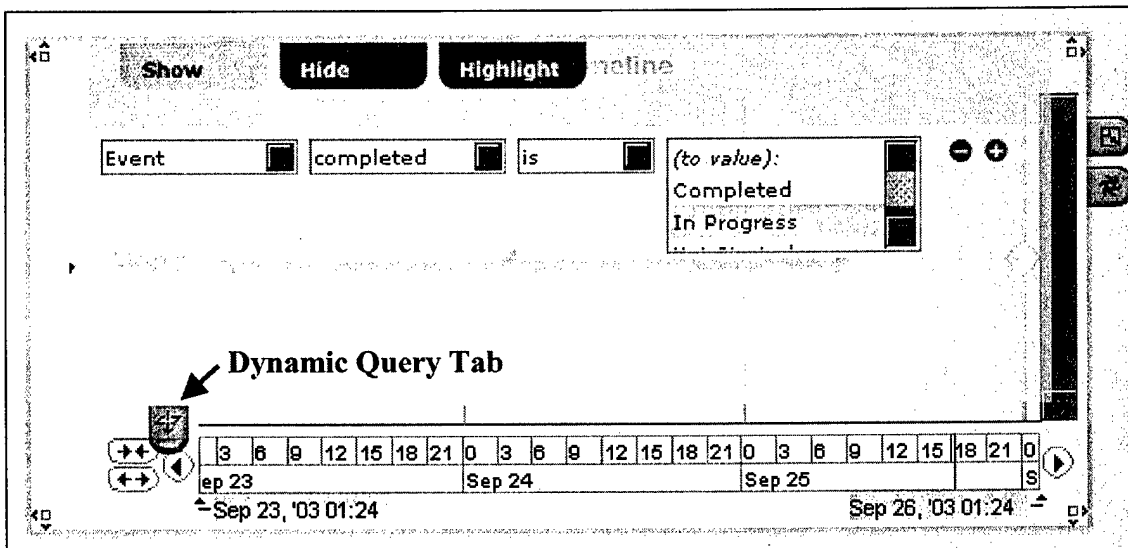 Show Hide Highlight
Event completed is (to value):
Completed
In Progress
Dynamic Query Tab
3 6 9 12 15 18 21 0 3 6 9 12 15 18 21 0 3 6 9 12 15 18 21 0
ep 23 Sep 24 Sep 25 S
Sep 23, '03 01:24 Sep 26, '03 01:24